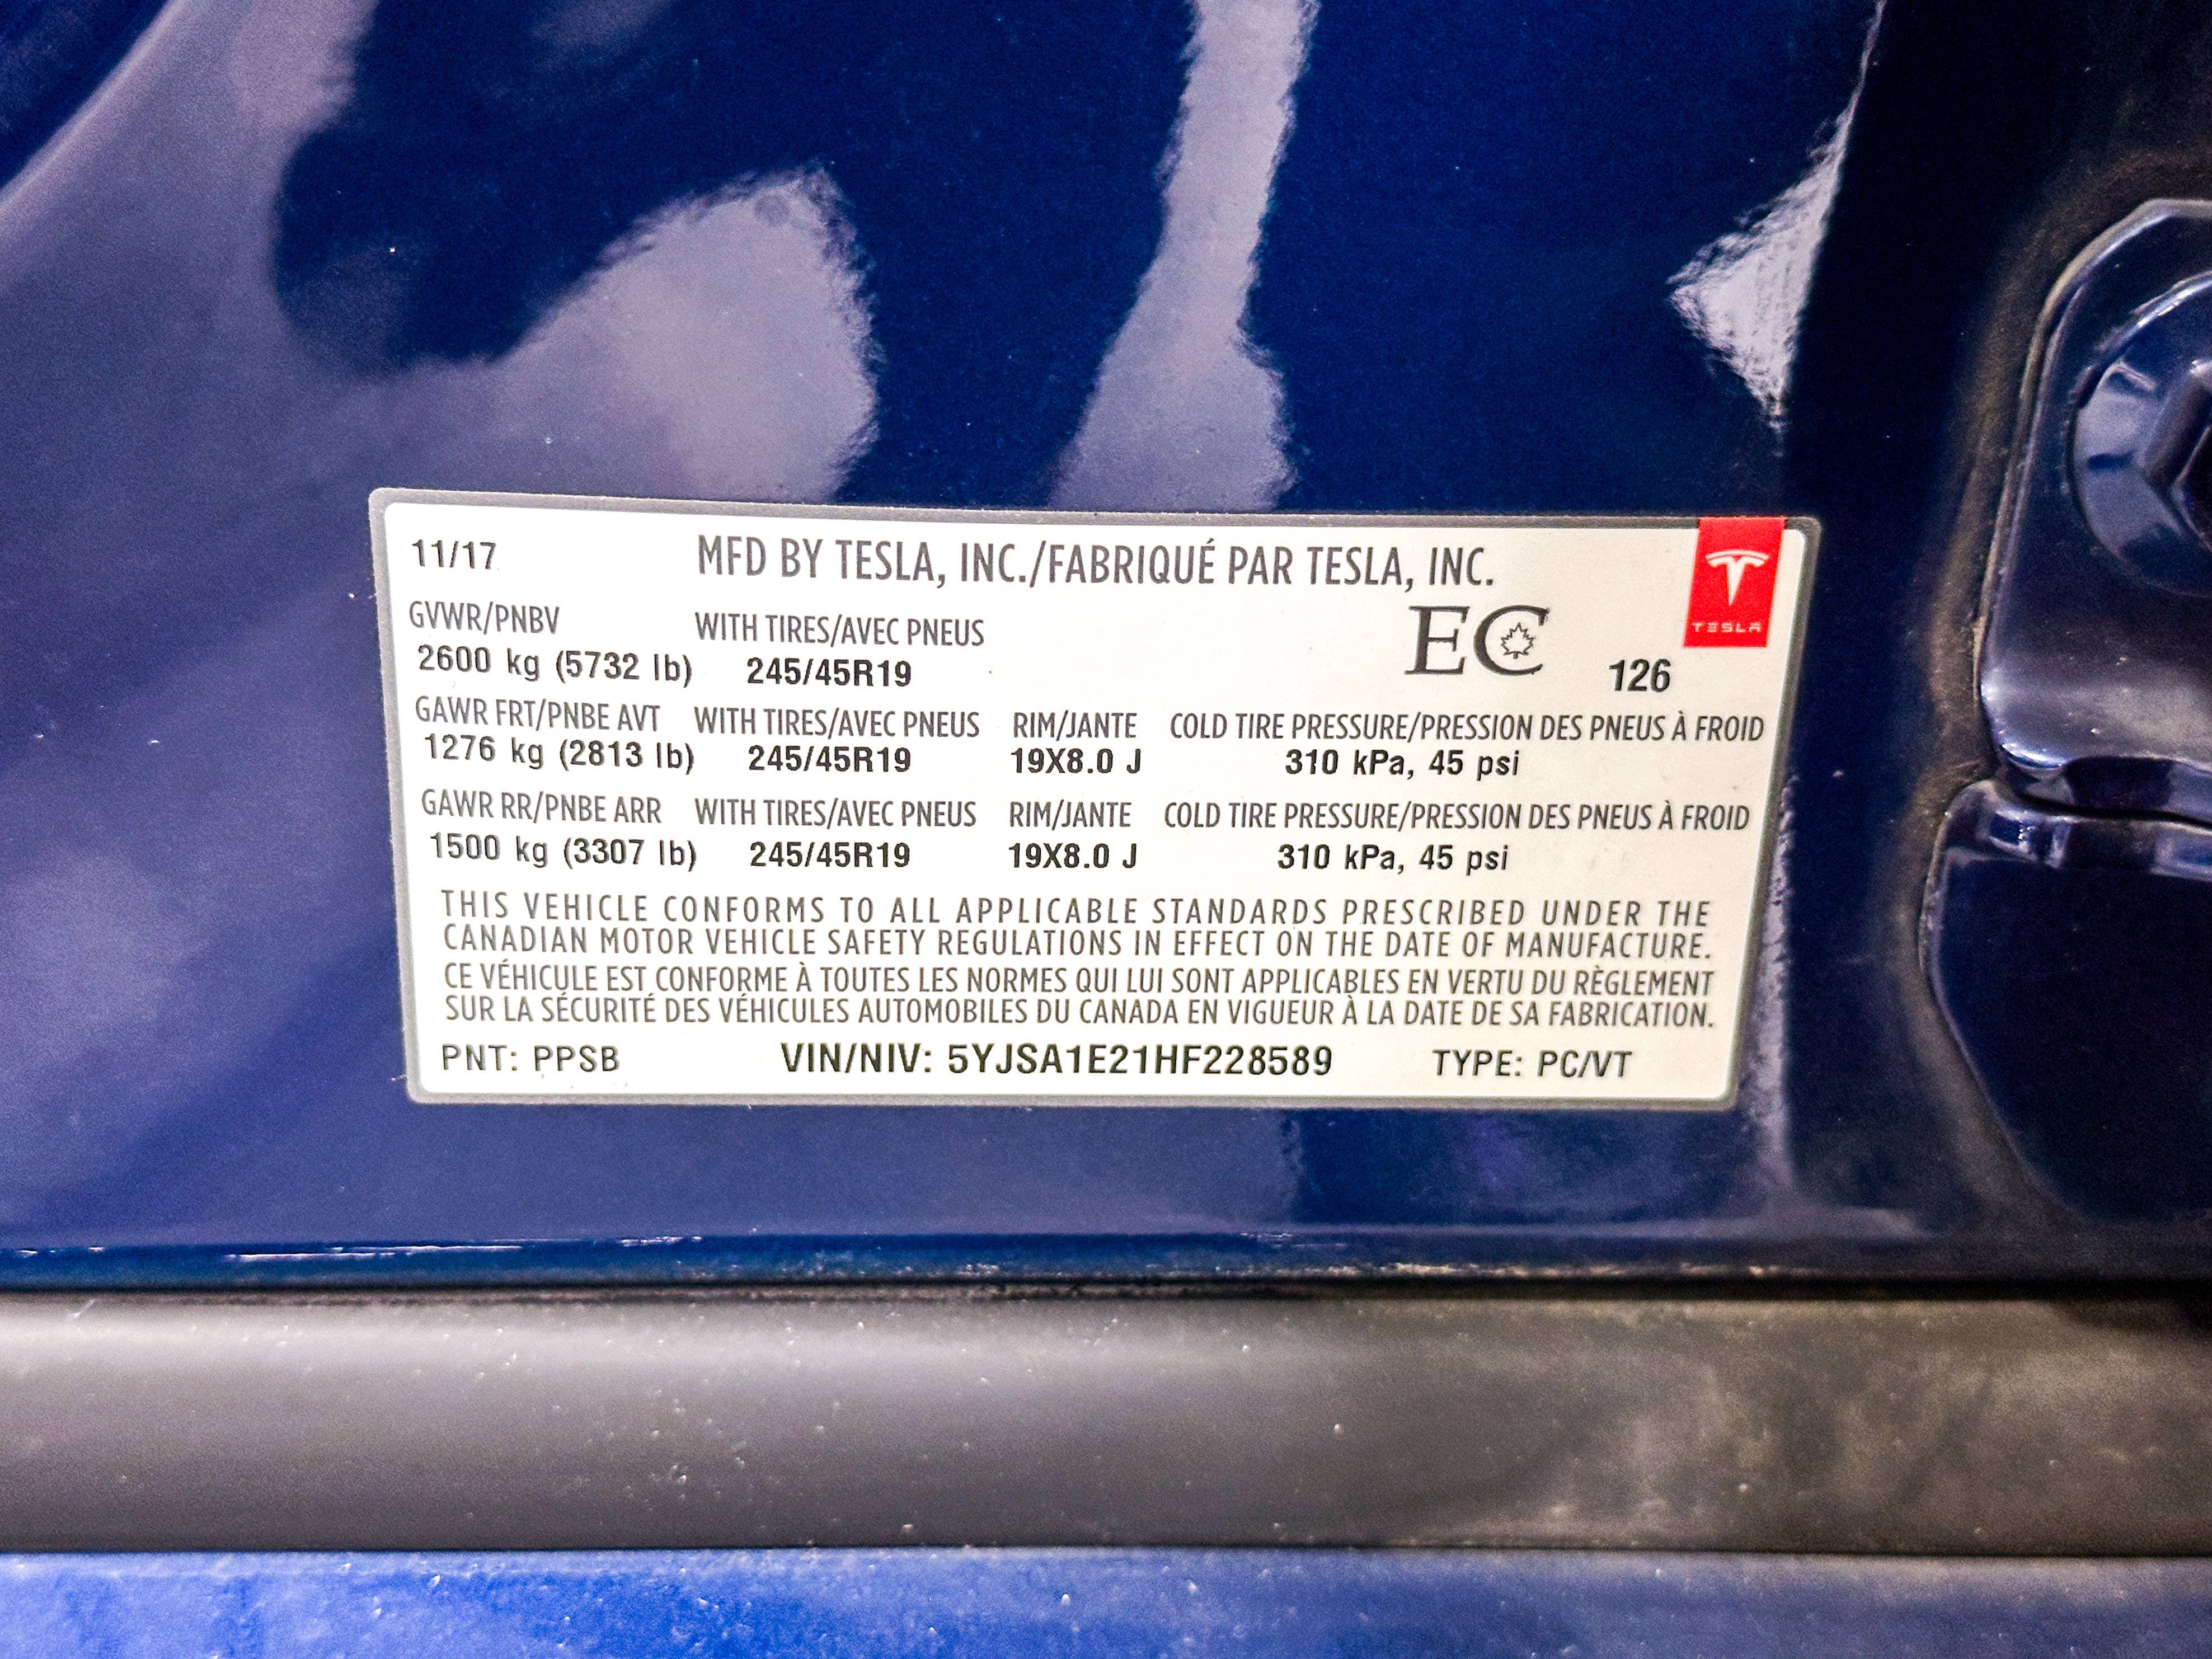 11/17 MFD BY TESLA, INC./FABRIQUÉ PAR TESLA, INC.
TESLA
GVWR/PNBV WITH TIRES/AVEC PNEUS EC
2600 kg (5732 lb) 245/45R19 126
GAWR FRT/PNBE AVT WITH TIRES/AVEC PNEUS RIM/JANTE COLD TIRE PRESSURE/PRESSION DES PNEUS À FROID
1276 kg (2813 lb) 245/45R19 19X8.0 J 310 kPa, 45 psi
GAWR RR/PNBE ARR WITH TIRES/AVEC PNEUS RIM/JANTE COLD TIRE PRESSURE/PRESSION DES PNEUS À FROID
1500 kg (3307 lb) 245/45R19 19X8.0 J 310 kPa, 45 psi
THIS VEHICLE CONFORMS TO ALL APPLICABLE STANDARDS PRESCRIBED UNDER THE
CANADIAN MOTOR VEHICLE SAFETY REGULATIONS IN EFFECT ON THE DATE OF MANUFACTURE.
CE VÉHICULE EST CONFORME À TOUTES LES NORMES QUI LUI SONT APPLICABLES EN VERTU DU RÈGLEMENT
SUR LA SÉCURITÉ DES VÉHICULES AUTOMOBILES DU CANADA EN VIGUEUR À LA DATE DE SA FABRICATION.
PNT: PPSB VIN/NIV: 5YJSA1E21HF228589 TYPE: PC/VT